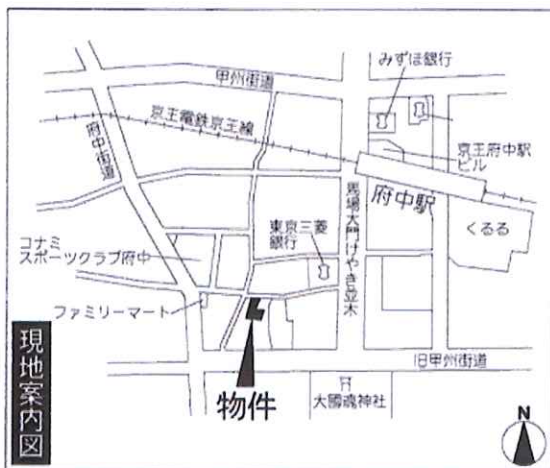 みずほ銀行
甲州街道
京王電鉄京王線
府中街道
京王府中駅
ビル
府中駅
くるる
馬場大門けやき並木
東京三菱
銀行
コナミ
スポーツクラブ府中
ファミリーマート
旧甲州街道
物件
大國魂神社
現地案内図
N